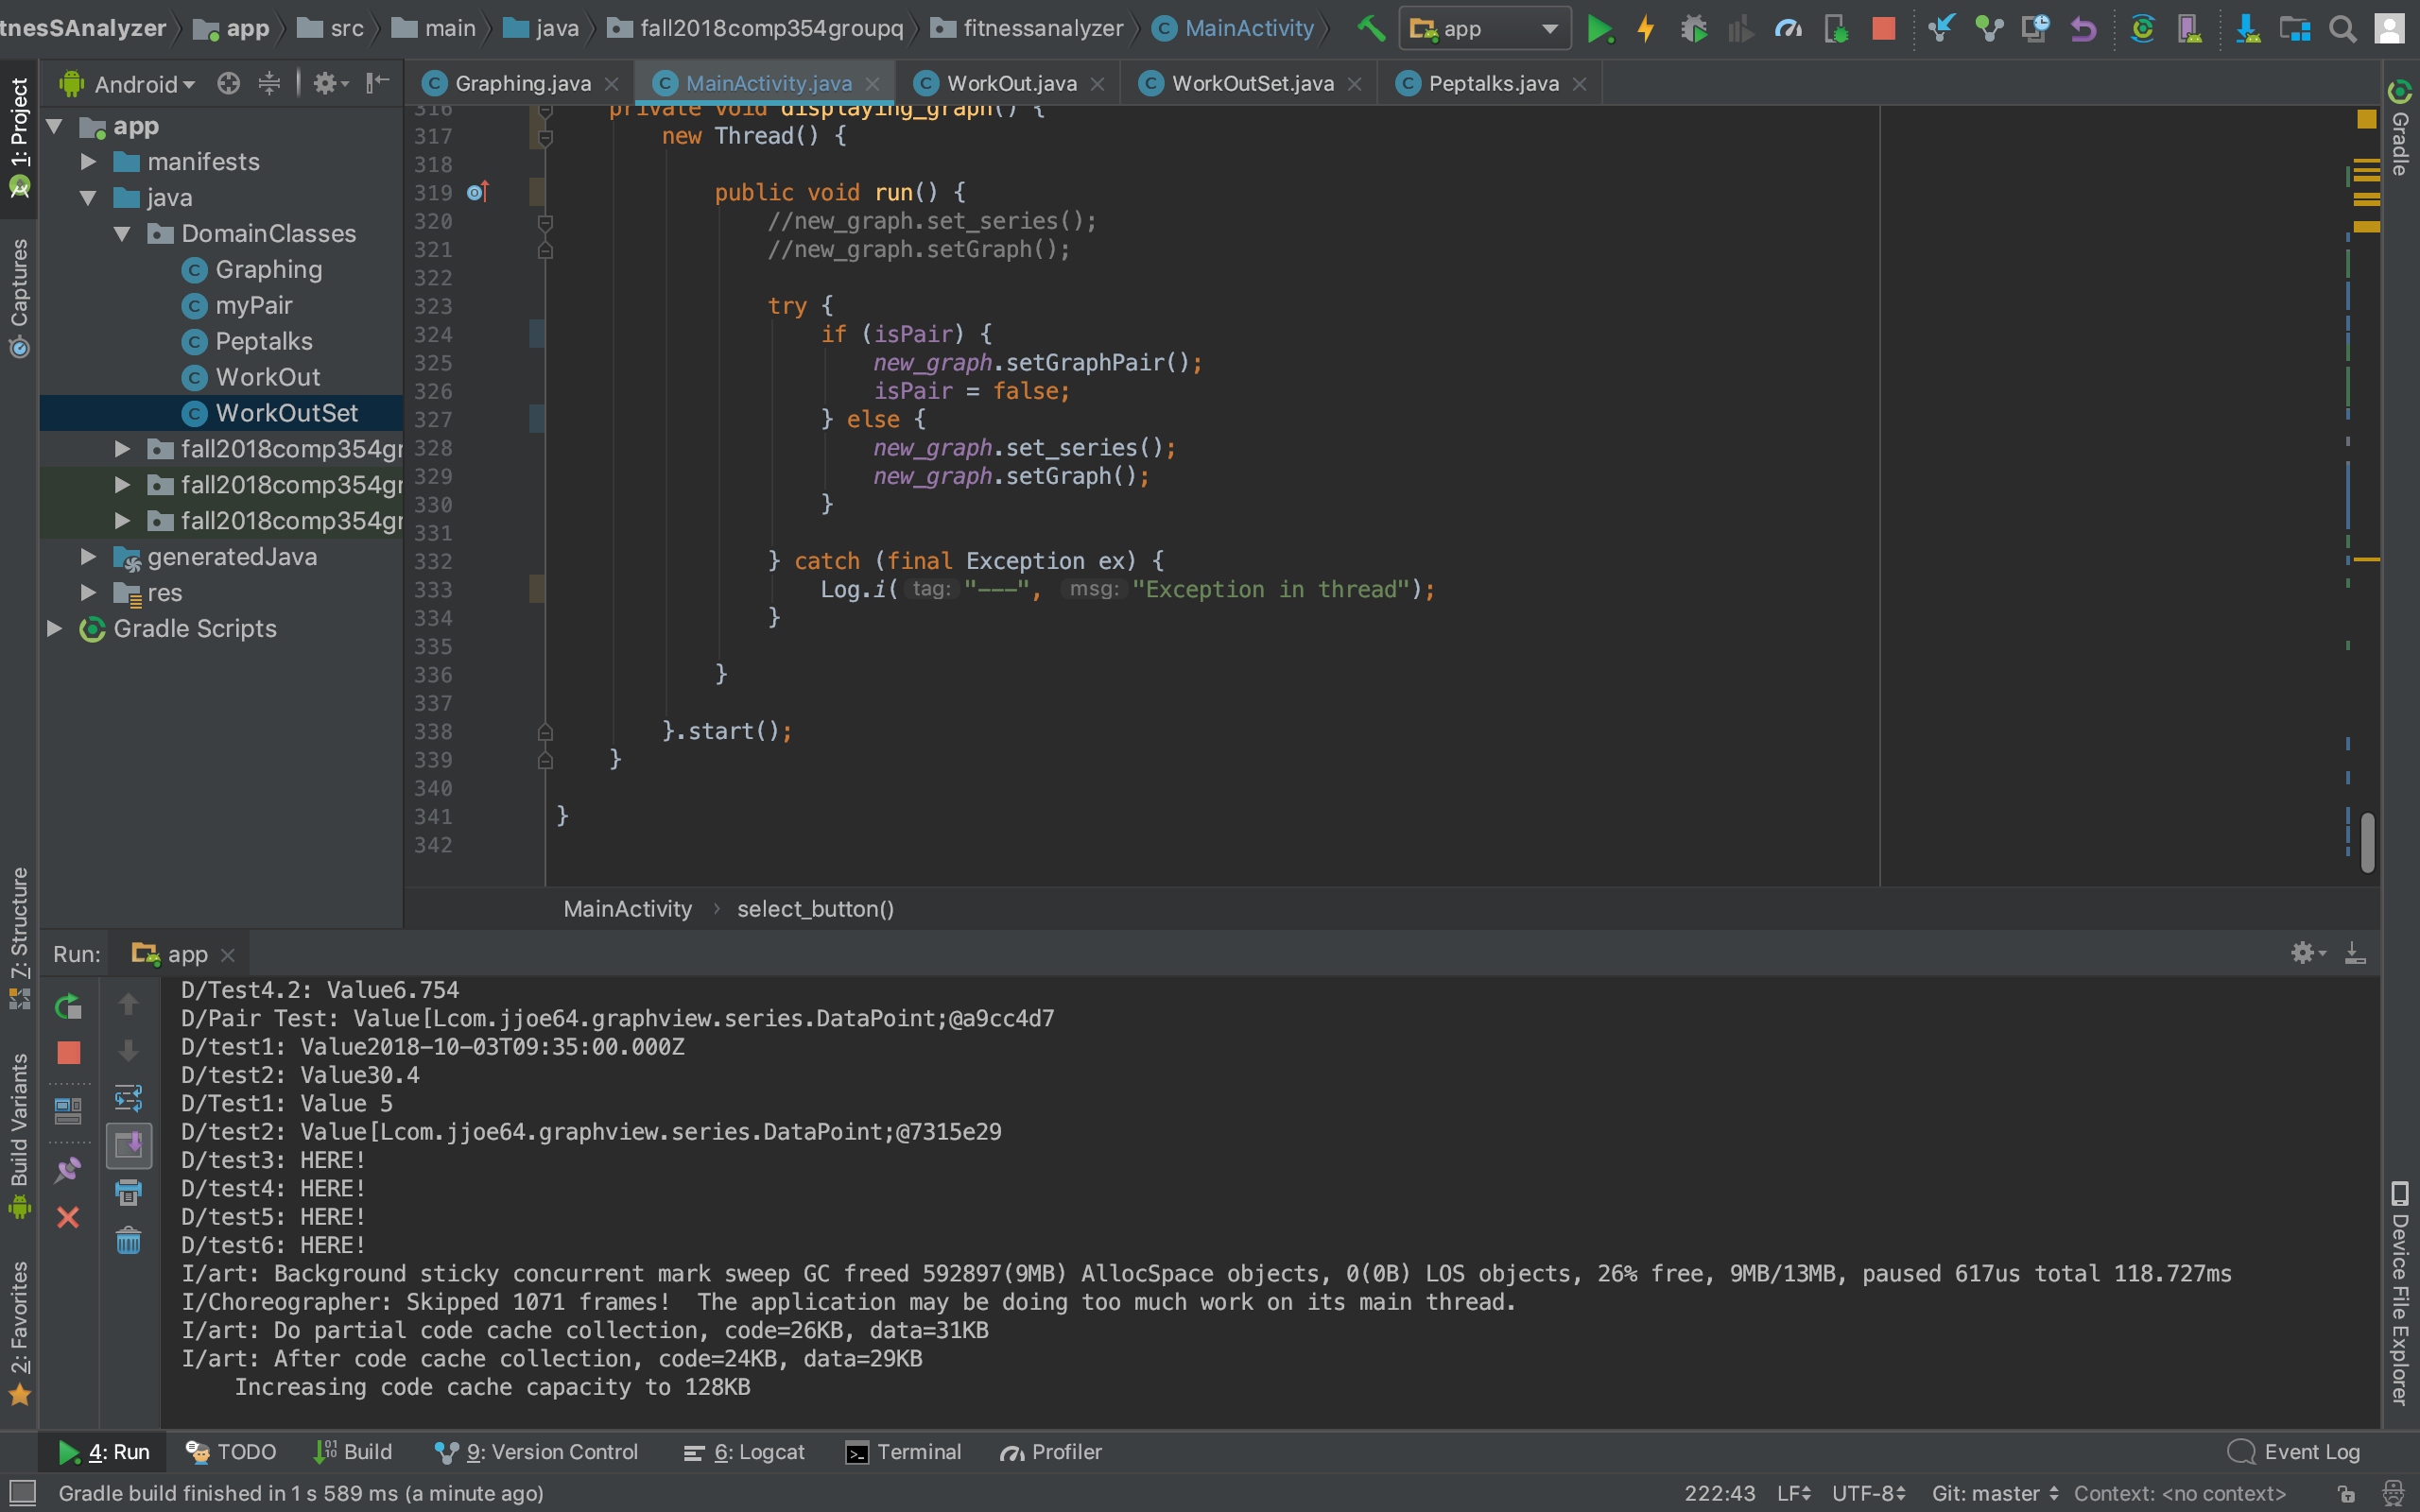 tnesSAnalyzer app src main java fall2018comp354groupq fitnessanalyzer MainActivity app
1: Project
Captures
7: Structure
Build Variants
2: Favorites
Android
app
manifests
java
DomainClasses
Graphing
myPair
Peptalks
WorkOut
WorkOutSet
fall2018comp354gr
fall2018comp354gr
fall2018comp354gr
generatedJava
res
Gradle Scripts
Graphing.java MainActivity.java WorkOut.java WorkOutSet.java Peptalks.java
316 private void displaying_graph() {
317 new Thread() {
318
319 public void run() {
320 //new_graph.set_series();
321 //new_graph.setGraph();
322
323 try {
324 if (isPair) {
325 new_graph.setGraphPair();
326 isPair = false;
327 } else {
328 new_graph.set_series();
329 new_graph.setGraph();
330 }
331
332 } catch (final Exception ex) {
333 Log.i( tag: "---", msg: "Exception in thread");
334 }
335
336 }
337
338 }.start();
339 }
340
341 }
342
MainActivity › select_button()
Gradle
Device File Explorer
Run: app
D/Test4.2: Value6.754
D/Pair Test: Value[Lcom.jjoe64.graphview.series.DataPoint;@a9cc4d7
D/test1: Value2018-10-03T09:35:00.000Z
D/test2: Value30.4
D/Test1: Value 5
D/test2: Value[Lcom.jjoe64.graphview.series.DataPoint;@7315e29
D/test3: HERE!
D/test4: HERE!
D/test5: HERE!
D/test6: HERE!
I/art: Background sticky concurrent mark sweep GC freed 592897(9MB) AllocSpace objects, 0(0B) LOS objects, 26% free, 9MB/13MB, paused 617us total 118.727ms
I/Choreographer: Skipped 1071 frames!  The application may be doing too much work on its main thread.
I/art: Do partial code cache collection, code=26KB, data=31KB
I/art: After code cache collection, code=24KB, data=29KB
Increasing code cache capacity to 128KB
4: Run TODO Build 9: Version Control 6: Logcat Terminal Profiler Event Log
Gradle build finished in 1 s 589 ms (a minute ago) 222:43 LF UTF-8 Git: master Context: <no context>